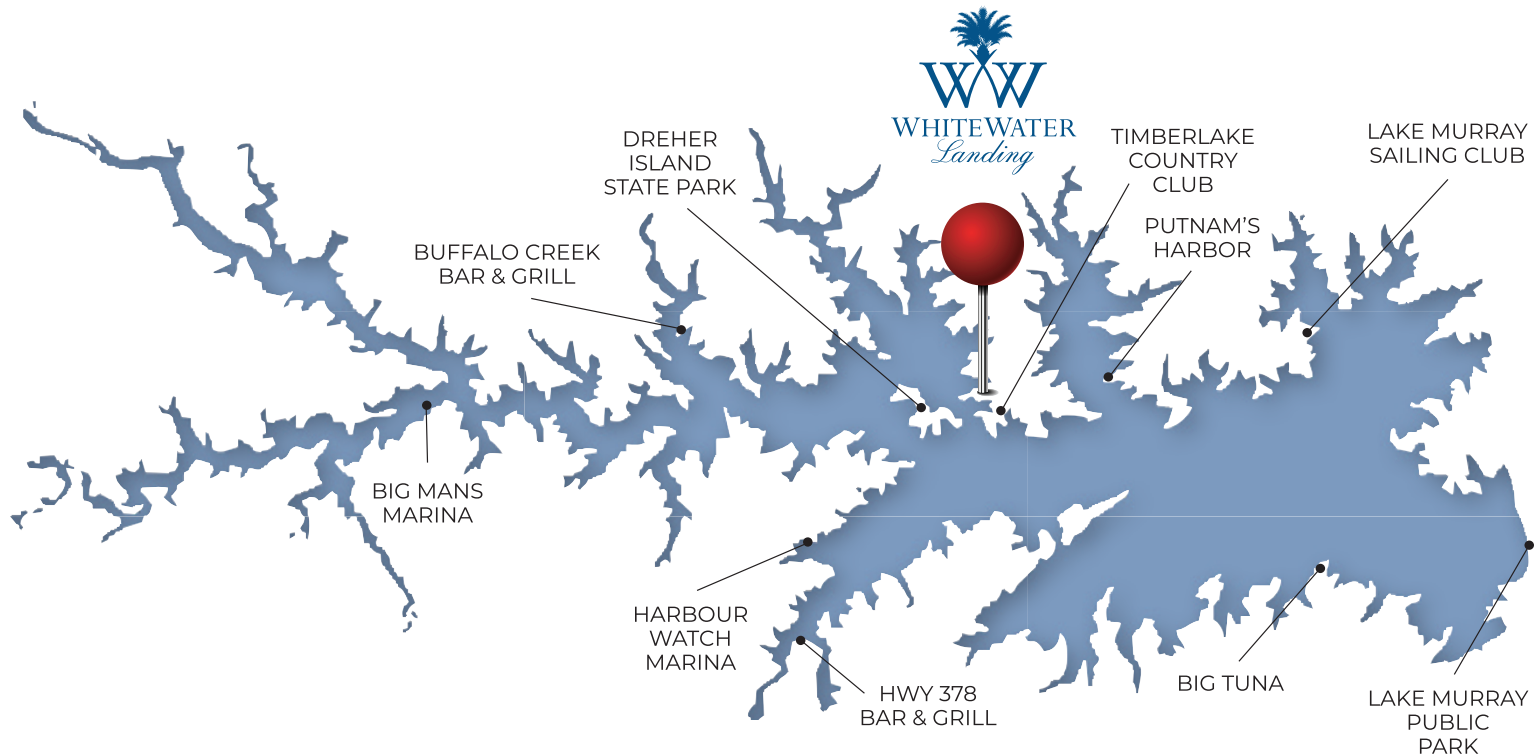 WW
WHITEWATER
Landing
DREHER
ISLAND
STATE PARK
TIMBERLAKE
COUNTRY
CLUB
LAKE MURRAY
SAILING CLUB
PUTNAM'S
HARBOR
BUFFALO CREEK
BAR & GRILL
BIG MANS
MARINA
HARBOUR
WATCH
MARINA
HWY 378
BAR & GRILL
BIG TUNA
LAKE MURRAY
PUBLIC
PARK